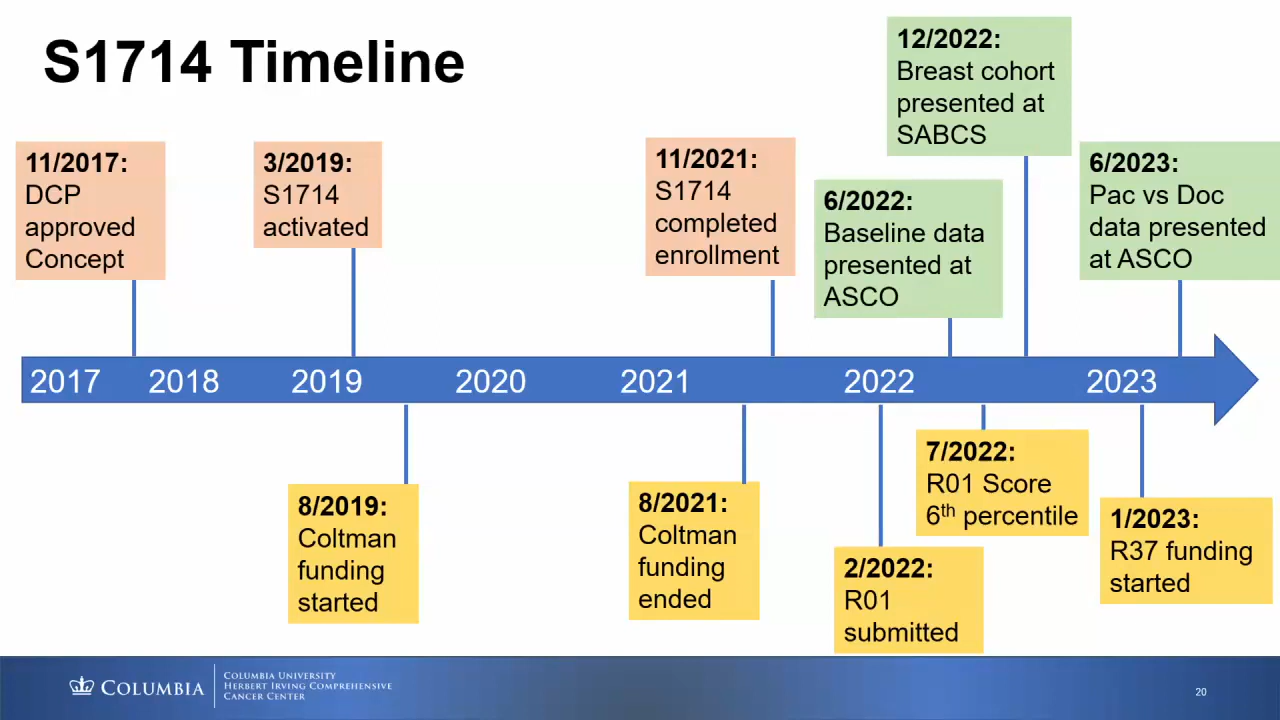 S1714 Timeline
11/2017:
DCP
approved
Concept
3/2019:
S1714
activated
11/2021:
S1714
completed
enrollment
6/2022:
Baseline data
presented at
ASCO
12/2022:
Breast cohort
presented at
SABCS
6/2023:
Pac vs Doc
data presented
at ASCO
2017 2018 2019 2020 2021 2022 2023
8/2019:
Coltman
funding
started
8/2021:
Coltman
funding
ended
2/2022:
R01
submitted
7/2022:
R01 Score
6th percentile
1/2023:
R37 funding
started
COLUMBIA
COLUMBIA UNIVERSITY
HERBERT IRVING COMPREHENSIVE
CANCER CENTER
20